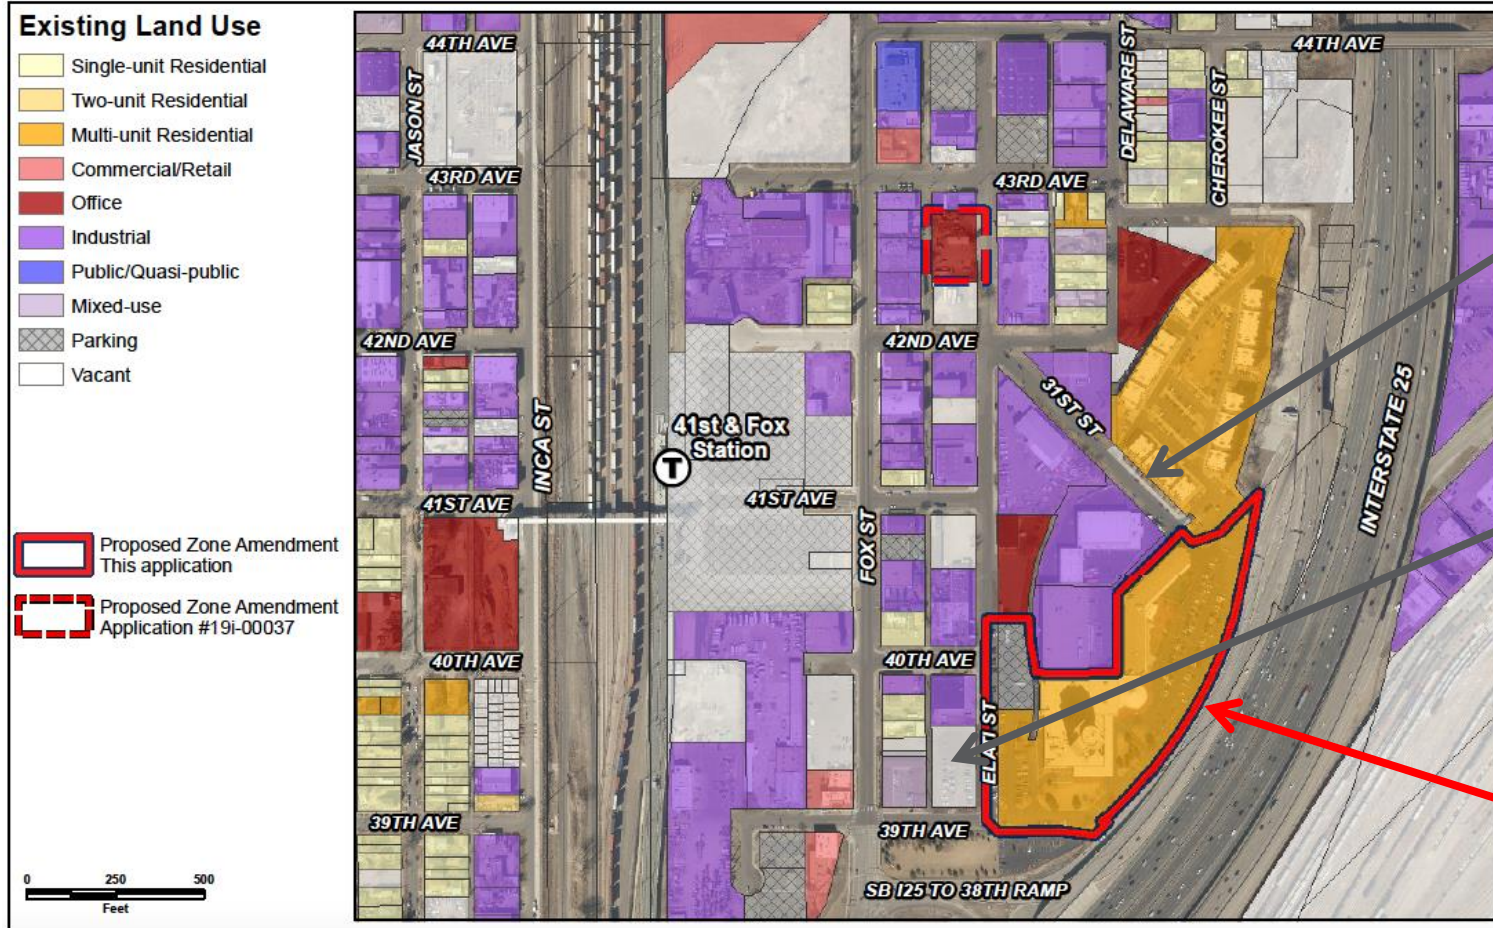 Existing Land Use
Single-unit Residential
Two-unit Residential
Multi-unit Residential
Commercial/Retail
Office
Industrial
Public/Quasi-public
Mixed-use
Parking
Vacant
Proposed Zone Amendment
This application
Proposed Zone Amendment
Application #19i-00037
0 250 500
Feet
44TH AVE
44TH AVE
JASON ST
DELAWARE ST
CHEROKEE ST
43RD AVE
43RD AVE
42ND AVE
42ND AVE
31ST ST
INTERSTATE 25
INCA ST
41st & Fox
Station
T
41ST AVE
41ST AVE
FOX ST
40TH AVE
40TH AVE
ELATI ST
39TH AVE
39TH AVE
SB I25 TO 38TH RAMP